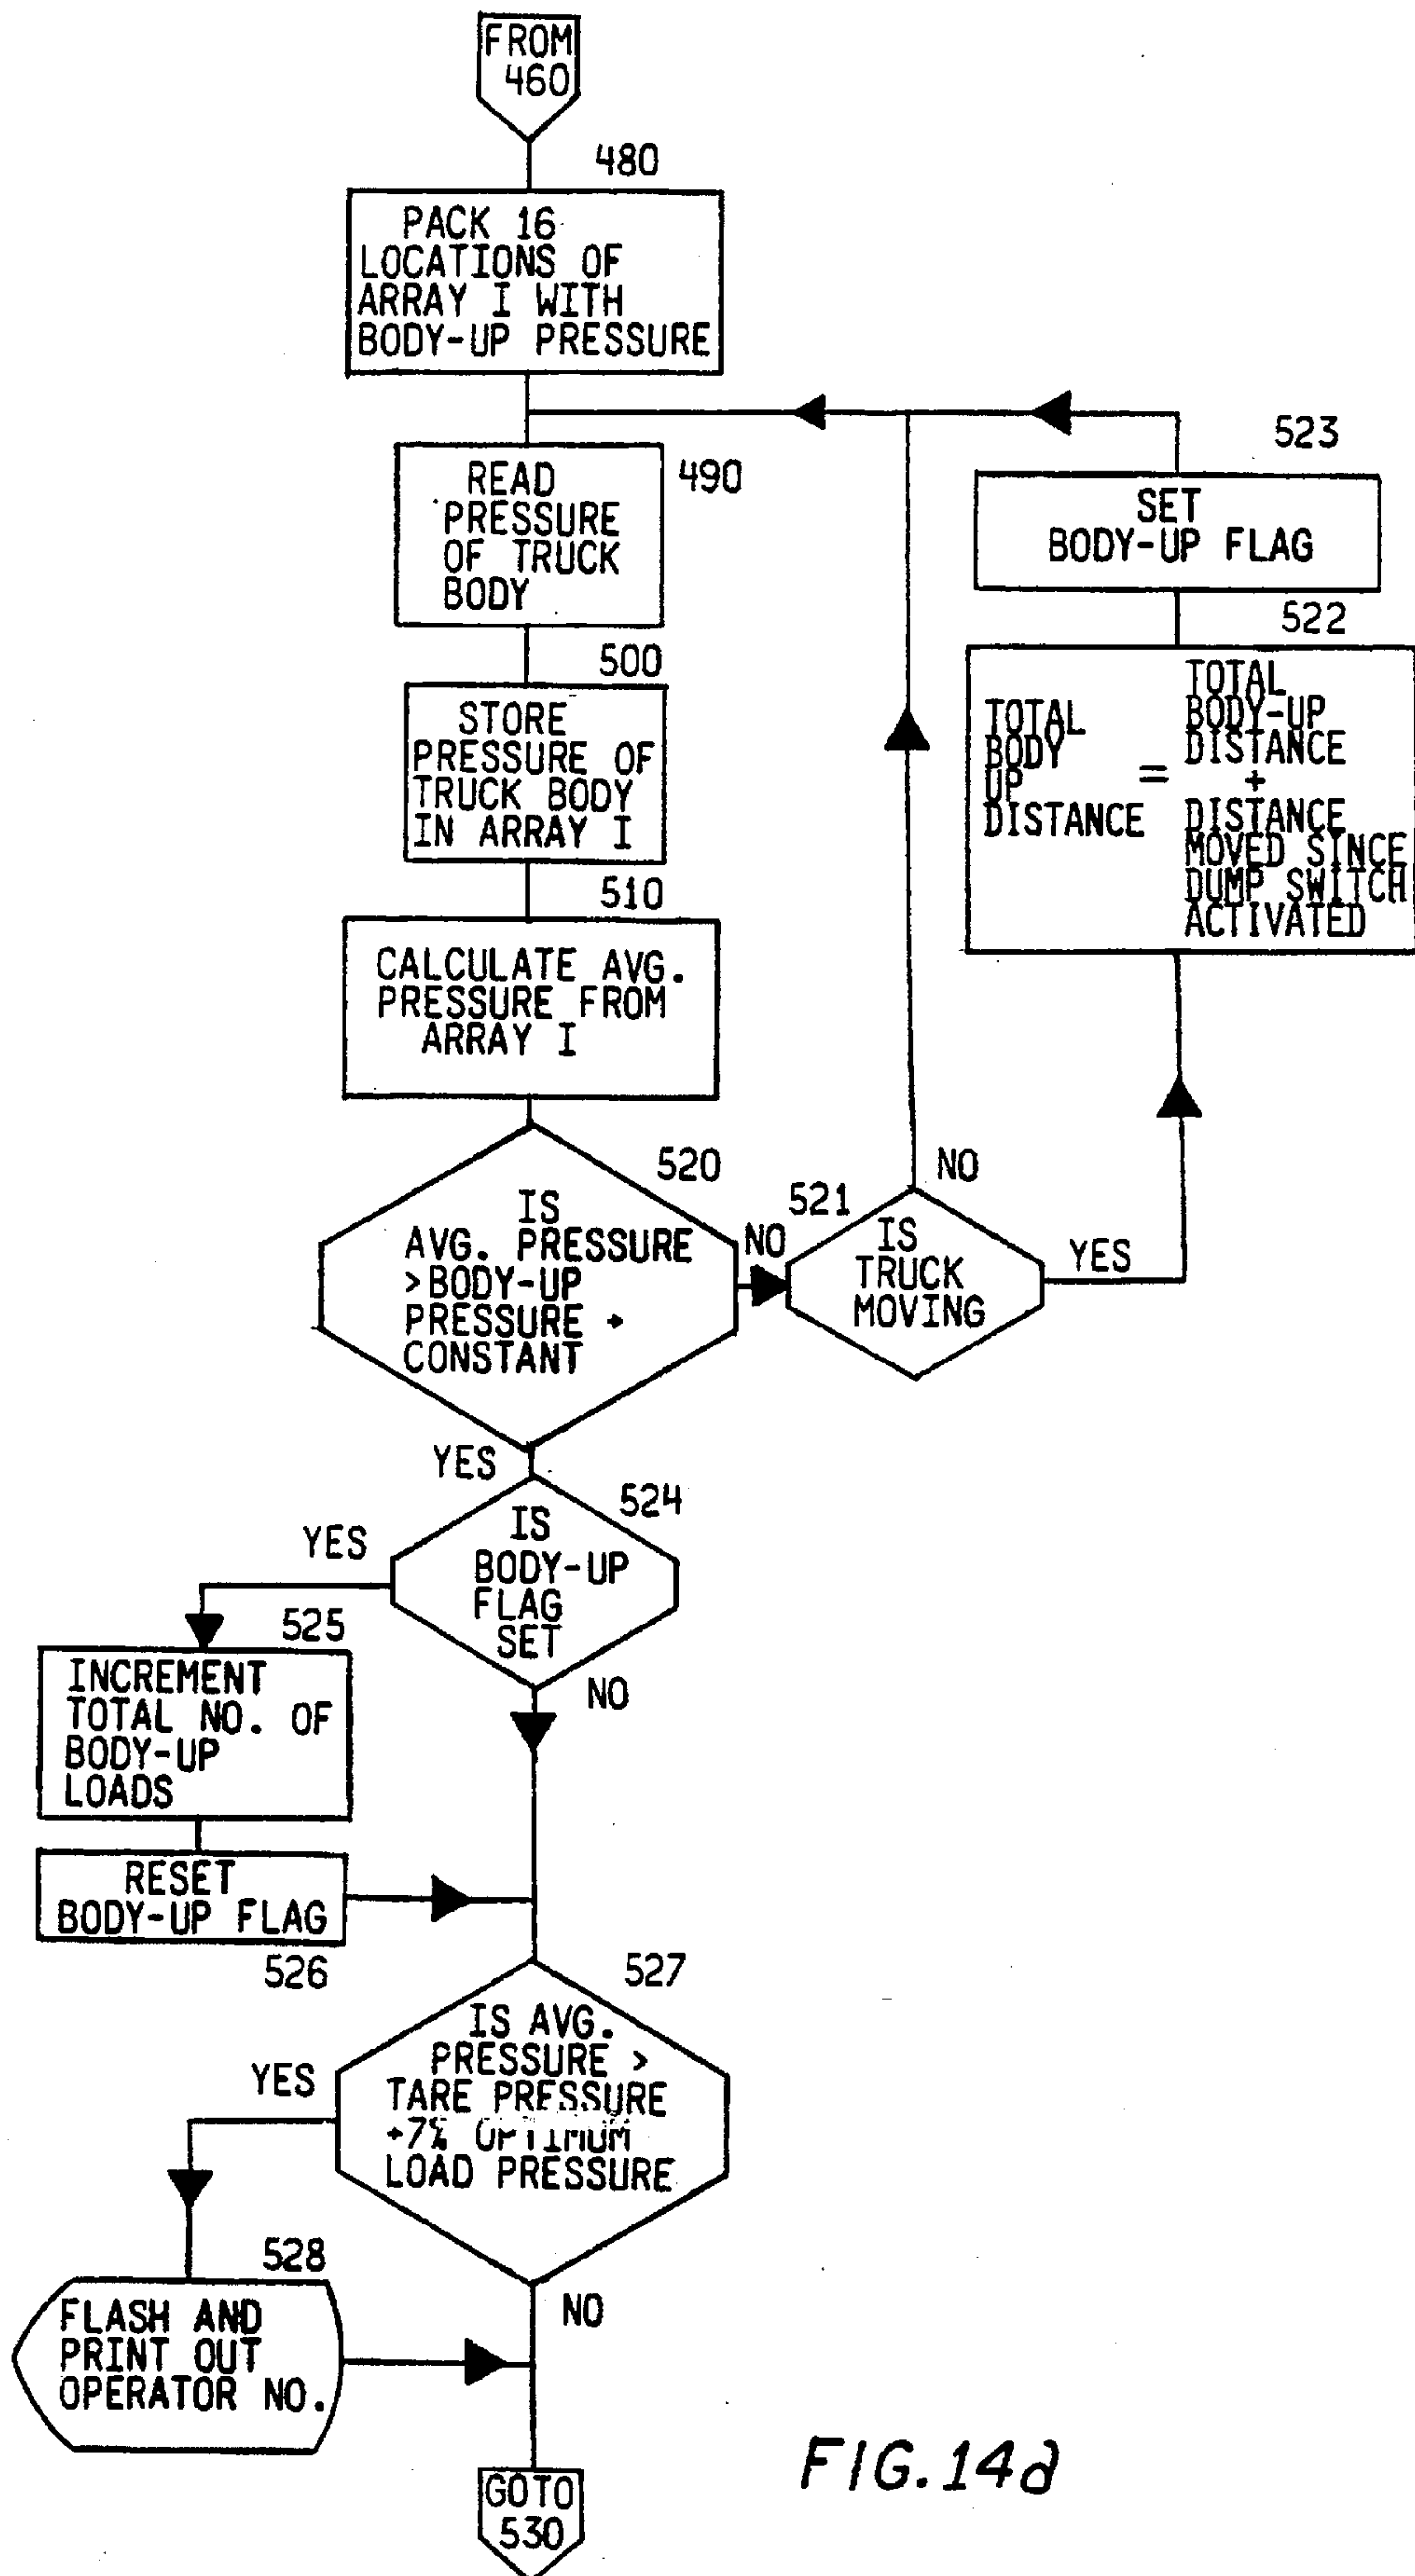 FROM
460
480
PACK 16
LOCATIONS OF
ARRAY I WITH
BODY-UP PRESSURE
490
READ
PRESSURE
OF TRUCK
BODY
500
STORE
PRESSURE OF
TRUCK BODY
IN ARRAY I
510
CALCULATE AVG.
PRESSURE FROM
ARRAY I
520
IS
AVG. PRESSURE
>BODY-UP
PRESSURE +
CONSTANT
NO
521
IS
TRUCK
MOVING
NO
YES
522
TOTAL
BODY
UP
DISTANCE
=
TOTAL
BODY-UP
DISTANCE
+
DISTANCE
MOVED SINCE
DUMP SWITCH
ACTIVATED
523
SET
BODY-UP FLAG
YES
524
IS
BODY-UP
FLAG
SET
YES
NO
525
INCREMENT
TOTAL NO. OF
BODY-UP
LOADS
RESET
BODY-UP FLAG
526
527
IS AVG.
PRESSURE >
TARE PRESSURE
+7% OPTIMUM
LOAD PRESSURE
YES
NO
528
FLASH AND
PRINT OUT
OPERATOR NO.
GOTO
530
FIG. 14a